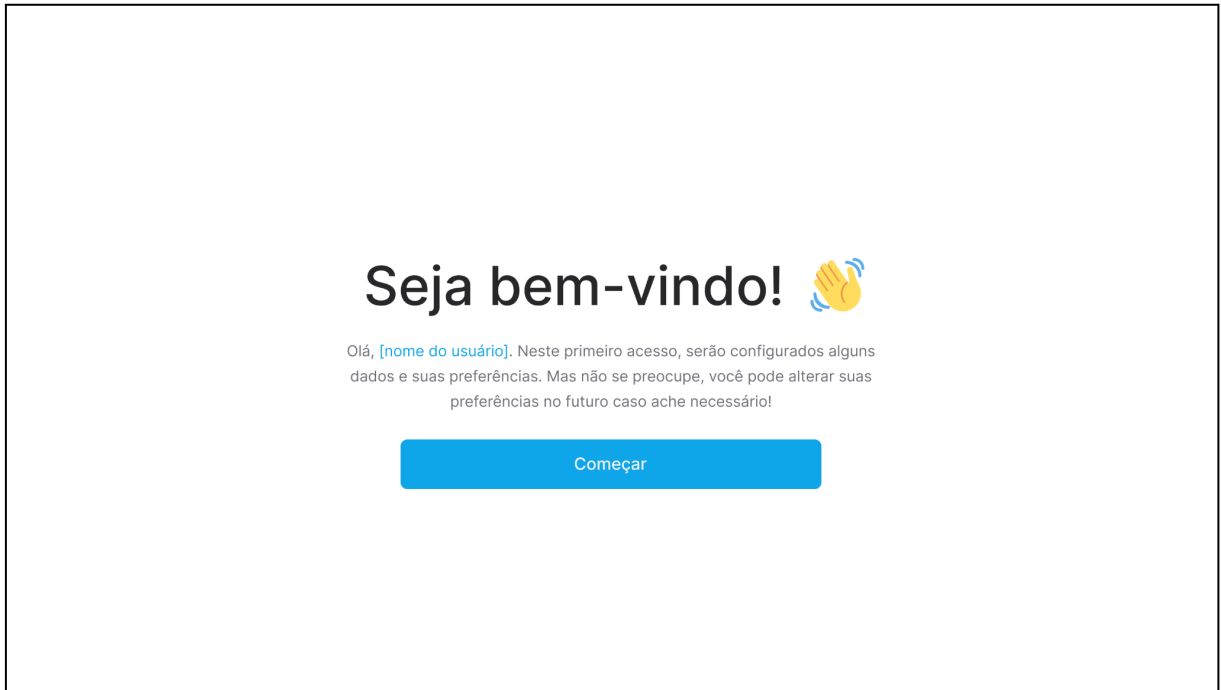 Seja bem-vindo! 👋
Olá, [nome do usuário]. Neste primeiro acesso, serão configurados alguns
dados e suas preferências. Mas não se preocupe, você pode alterar suas
preferências no futuro caso ache necessário!
Começar